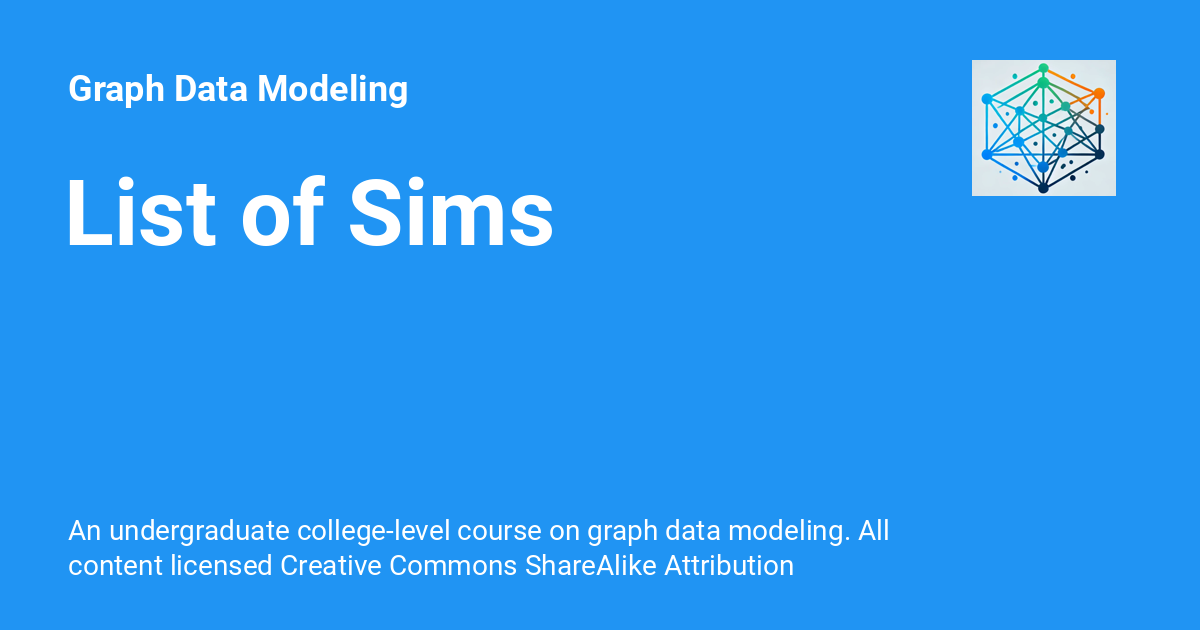 Graph Data Modeling
List of Sims
An undergraduate college-level course on graph data modeling. All
content licensed Creative Commons ShareAlike Attribution